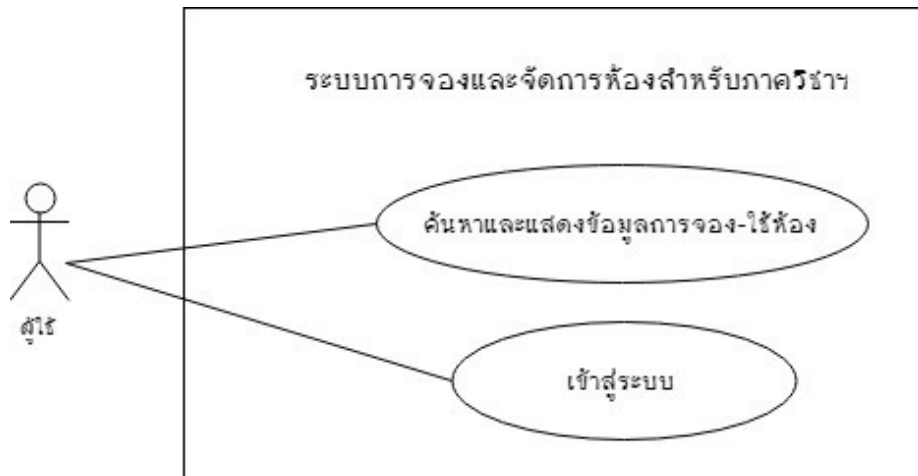 ระบบการจองและจัดการห้องสำหรับภาควิชาฯ
ค้นหาและแสดงข้อมูลการจอง-ใช้ห้อง
ผู้ใช้
เข้าสู่ระบบ